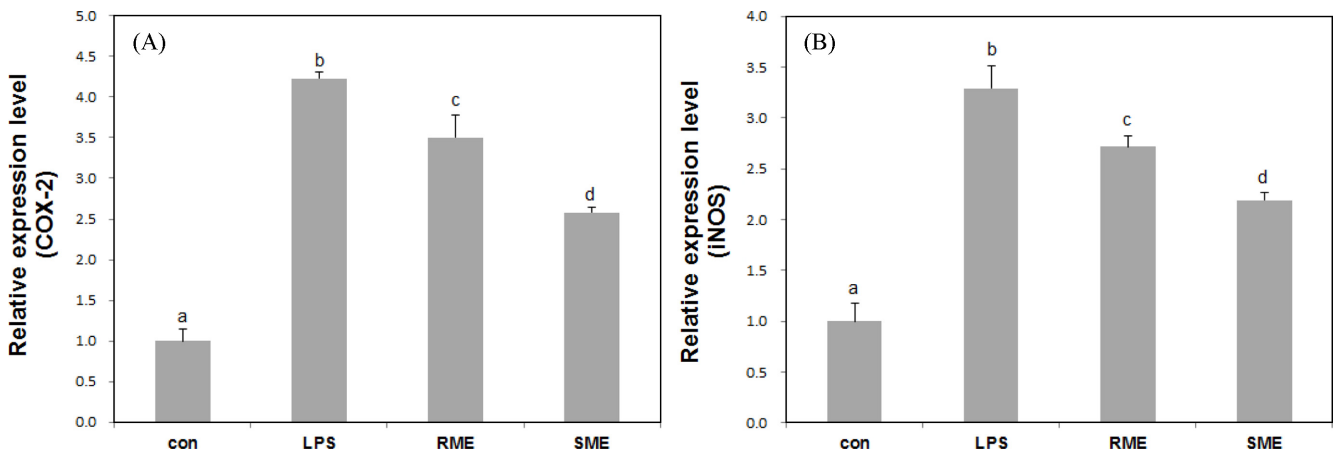 (A)
Relative expression level
(COX-2)
5.0
4.5
4.0
3.5
3.0
2.5
2.0
1.5
1.0
0.5
0.0
a
b
c
d
con LPS RME SME
(B)
Relative expression level
(iNOS)
4.0
3.5
3.0
2.5
2.0
1.5
1.0
0.5
0.0
a
b
c
d
con LPS RME SME